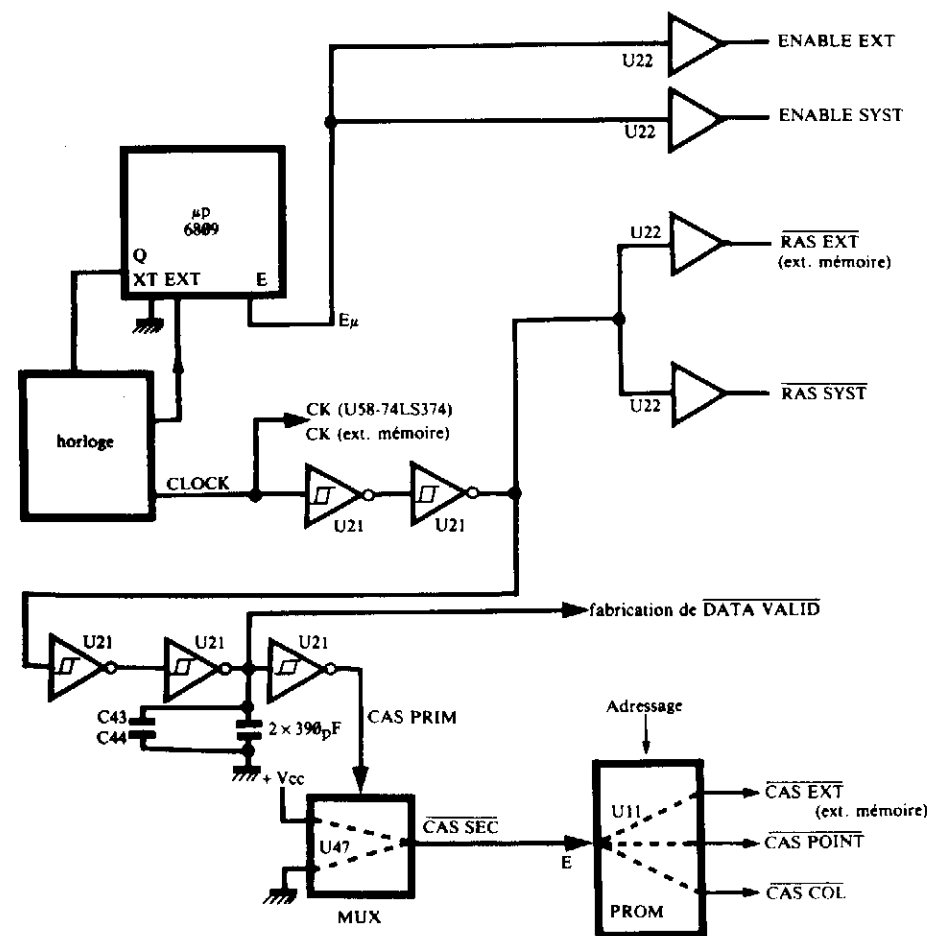 ENABLE EXT
U22
ENABLE SYST
U22
μp
6809
Q
XT EXT E
Eμ
U22
RAS EXT
(ext. mémoire)
RAS SYST
U22
horloge
CK (U58-74LS374)
CK (ext. mémoire)
CLOCK
U21
U21
fabrication de DATA VALID
U21
U21
U21
C43
C44
2 × 390pF
CAS PRIM
Adressage
+ Vcc
CAS EXT
(ext. mémoire)
U11
CAS SEC
U47
CAS POINT
E
CAS COL
PROM
MUX